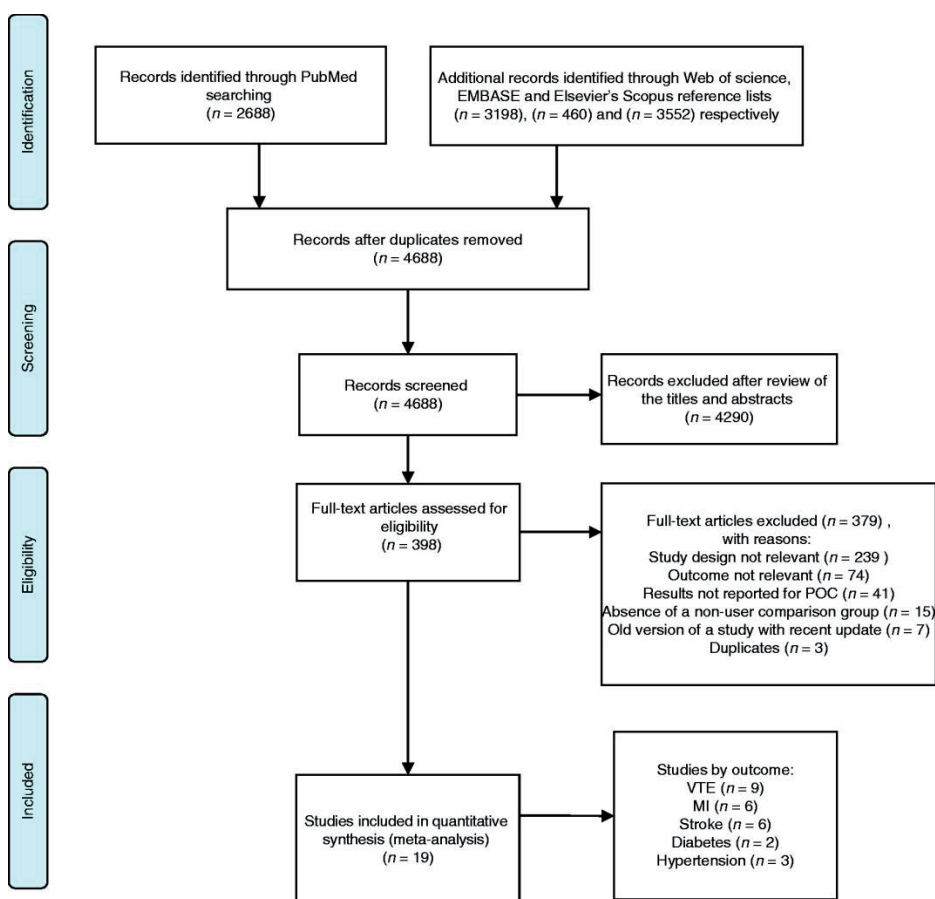 Identification
Records identified through PubMed
searching
(n = 2688)
Additional records identified through Web of science,
EMBASE and Elsevier's Scopus reference lists
(n = 3198), (n = 460) and (n = 3552) respectively
Records after duplicates removed
(n = 4688)
Screening
Records screened
(n = 4688)
Records excluded after review of
the titles and abstracts
(n = 4290)
Eligibility
Full-text articles assessed for
eligibility
(n = 398)
Full-text articles excluded (n = 379) ,
with reasons:
Study design not relevant (n = 239 )
Outcome not relevant (n = 74)
Results not reported for POC (n = 41)
Absence of a non-user comparison group (n = 15)
Old version of a study with recent update (n = 7)
Duplicates (n = 3)
Included
Studies included in quantitative
synthesis (meta-analysis)
(n = 19)
Studies by outcome:
VTE (n = 9)
MI (n = 6)
Stroke (n = 6)
Diabetes (n = 2)
Hypertension (n = 3)